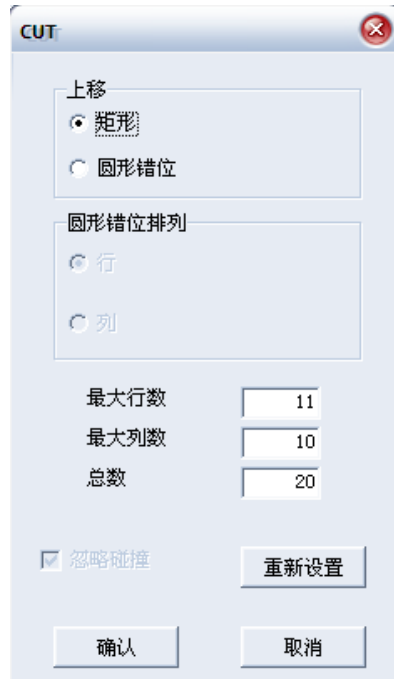 CUT
上移
矩形
圆形错位
圆形错位排列
行
列
最大行数 11
最大列数 10
总数 20
忽略碰撞 重新设置
确认 取消